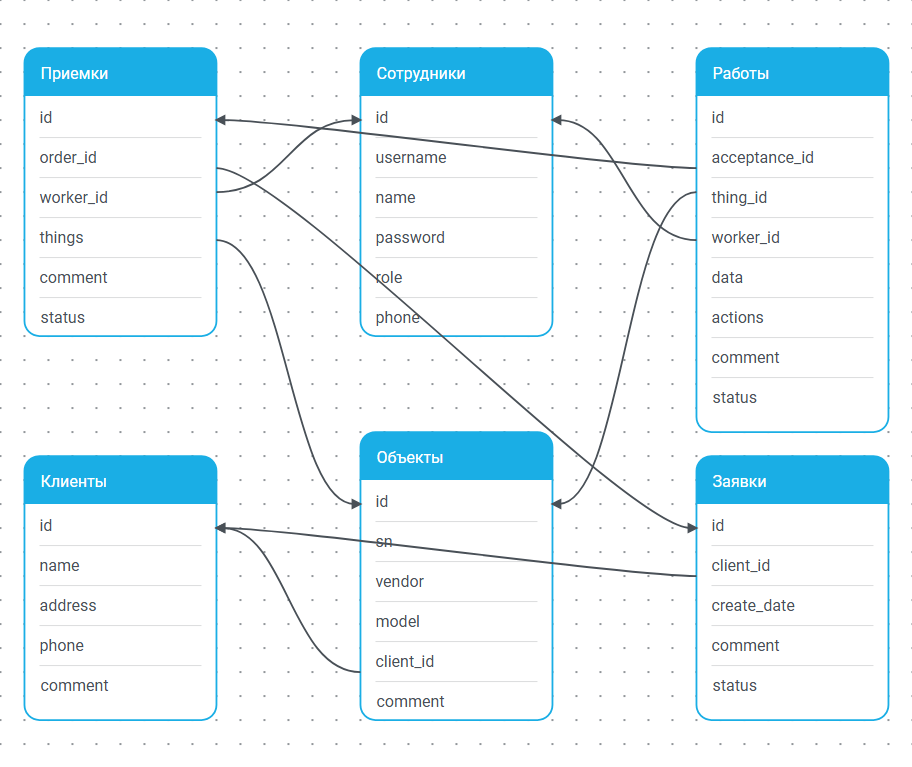 Приемки
id
order_id
worker_id
things
comment
status
Сотрудники
id
username
name
password
role
phone
Работы
id
acceptance_id
thing_id
worker_id
data
actions
comment
status
Клиенты
id
name
address
phone
comment
Объекты
id
sn
vendor
model
client_id
comment
Заявки
id
client_id
create_date
comment
status